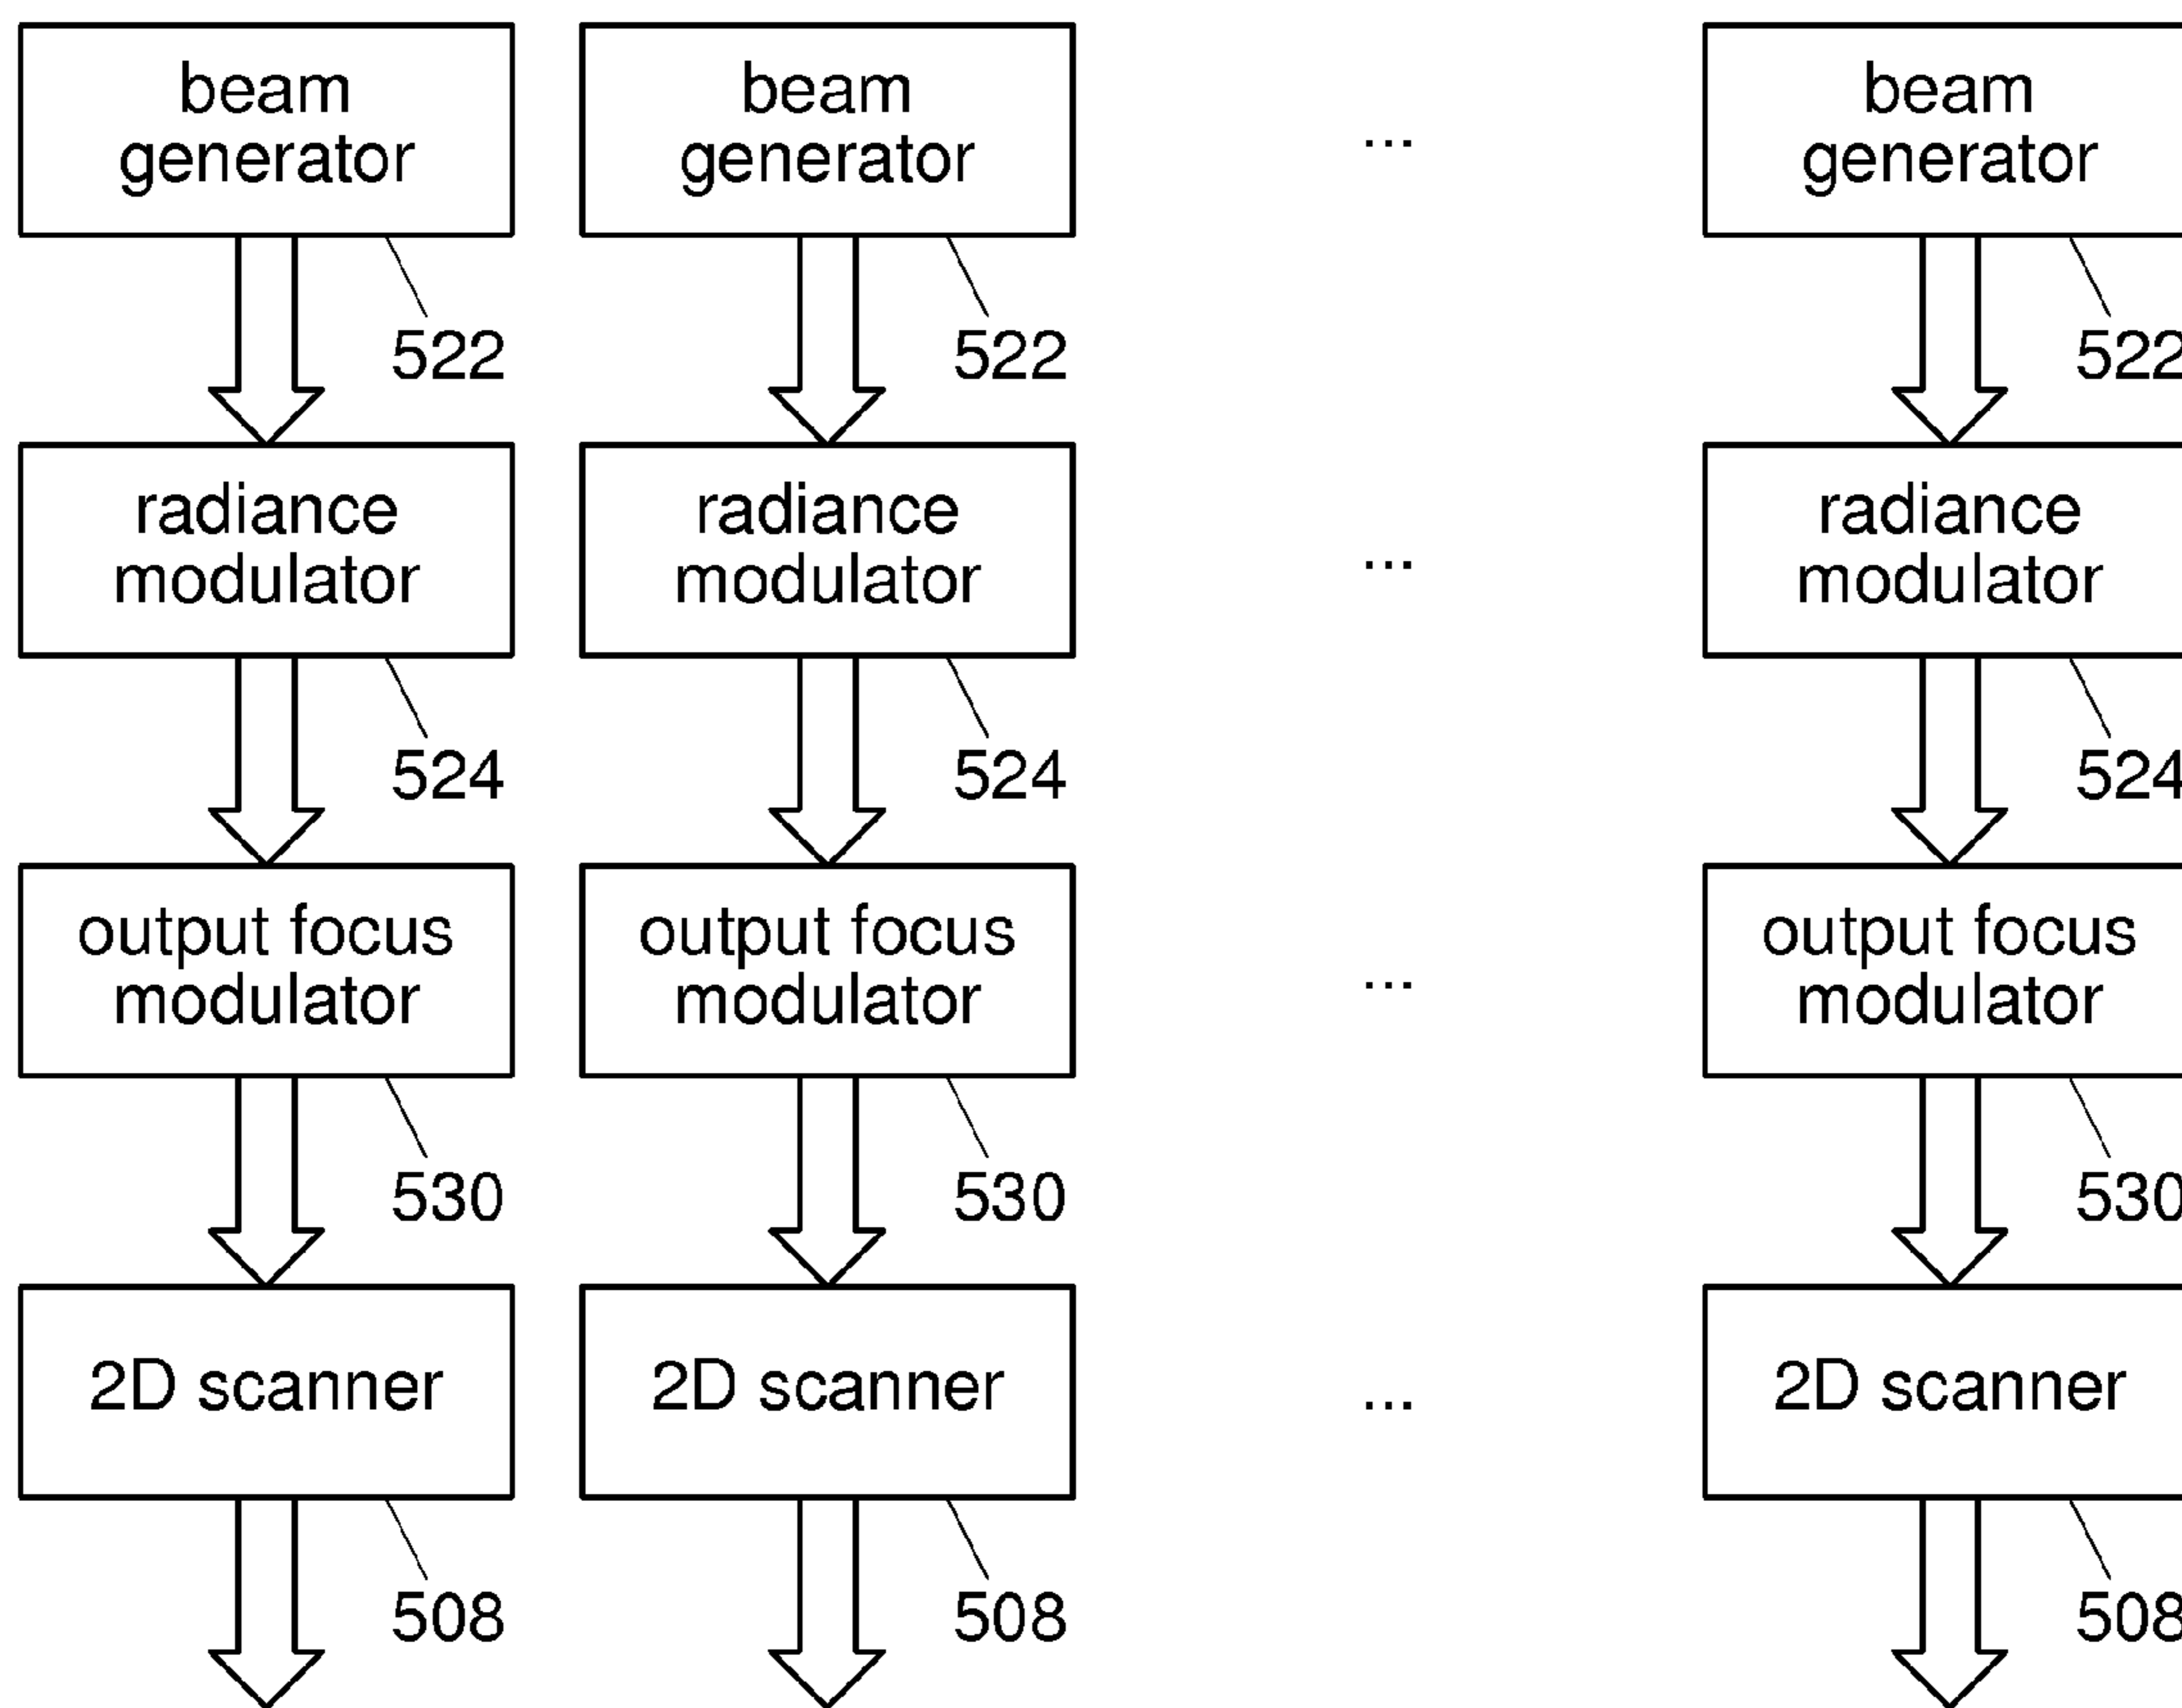 beam
generator
beam
generator
...
beam
generator
522
522
522
radiance
modulator
radiance
modulator
...
radiance
modulator
524
524
524
output focus
modulator
output focus
modulator
...
output focus
modulator
530
530
530
2D scanner
2D scanner
...
2D scanner
508
508
508